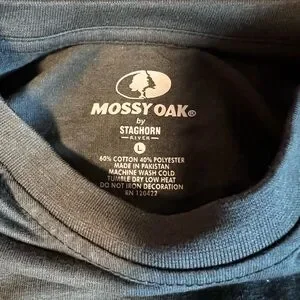 MOSSY OAK®
by
STAGHORN
RIVER
L
60% COTTON 40% POLYESTER
MADE IN PAKISTAN
MACHINE WASH COLD
TUMBLE DRY LOW HEAT
DO NOT IRON DECORATION
RN 120422